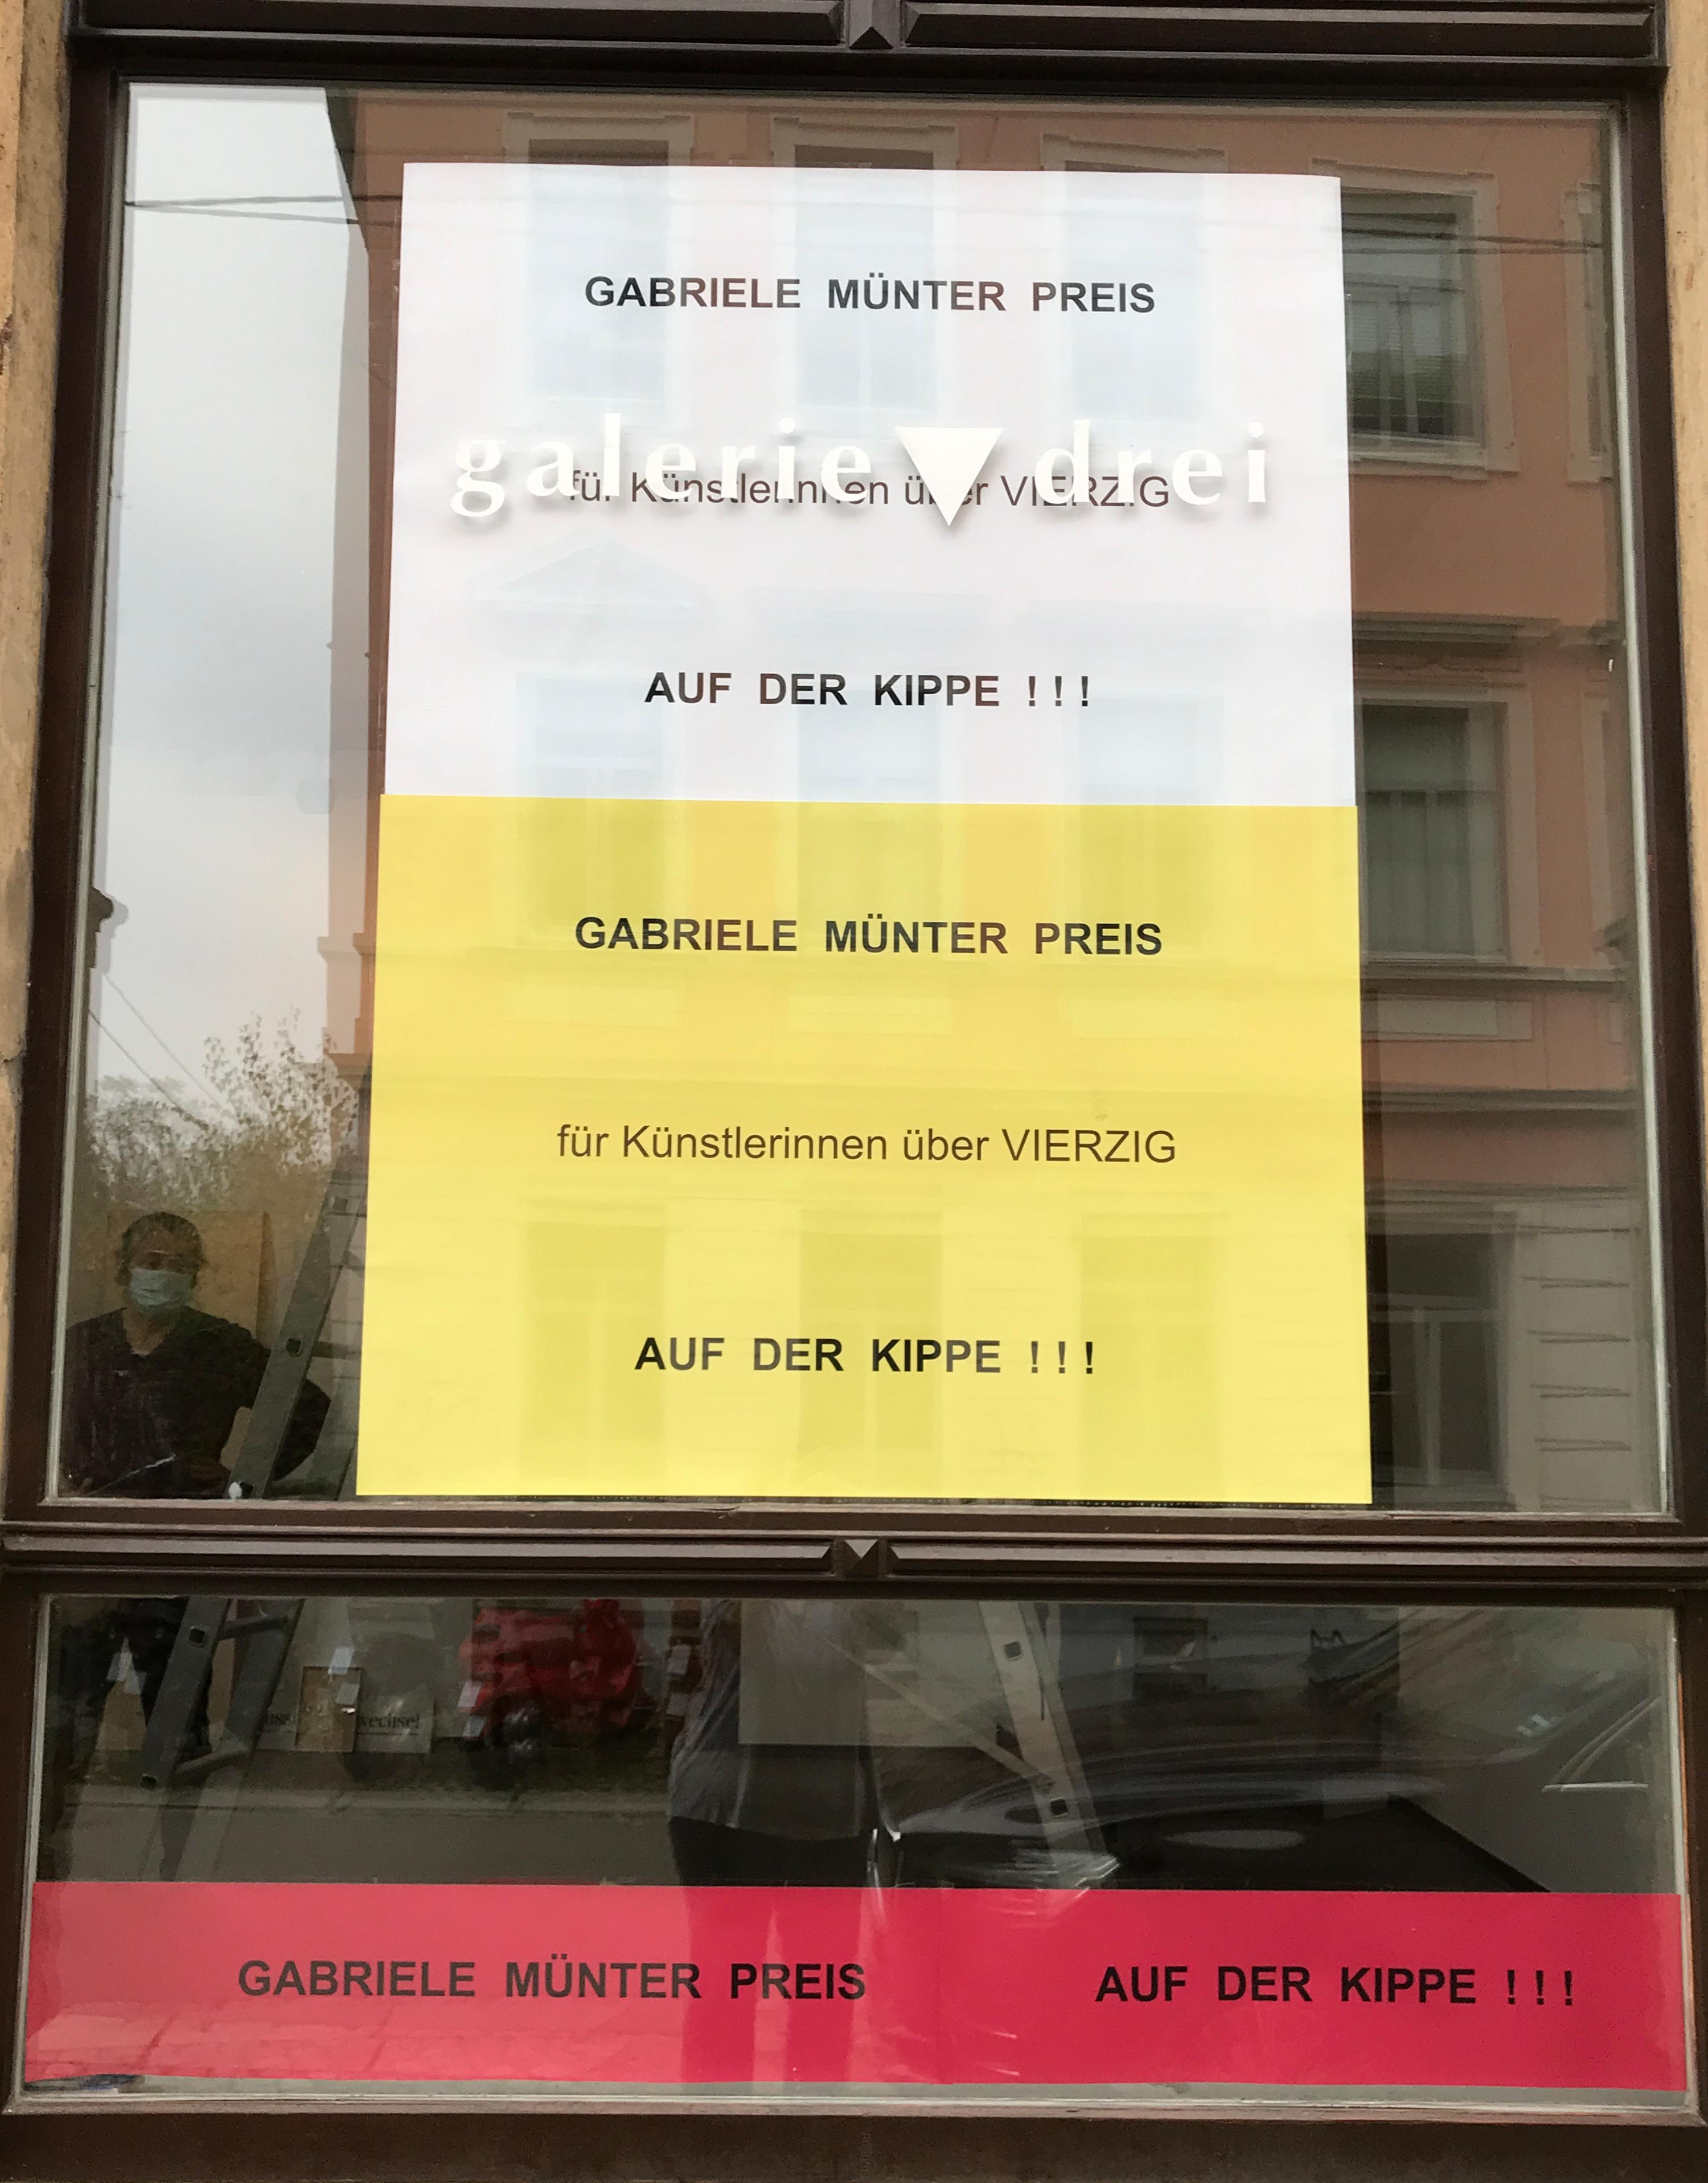 GABRIELE MÜNTER PREIS
galerie drei
für Künstlerinnen über VIERZIG
AUF DER KIPPE !!!
GABRIELE MÜNTER PREIS
für Künstlerinnen über VIERZIG
AUF DER KIPPE !!!
wechsel
GABRIELE MÜNTER PREIS AUF DER KIPPE !!!